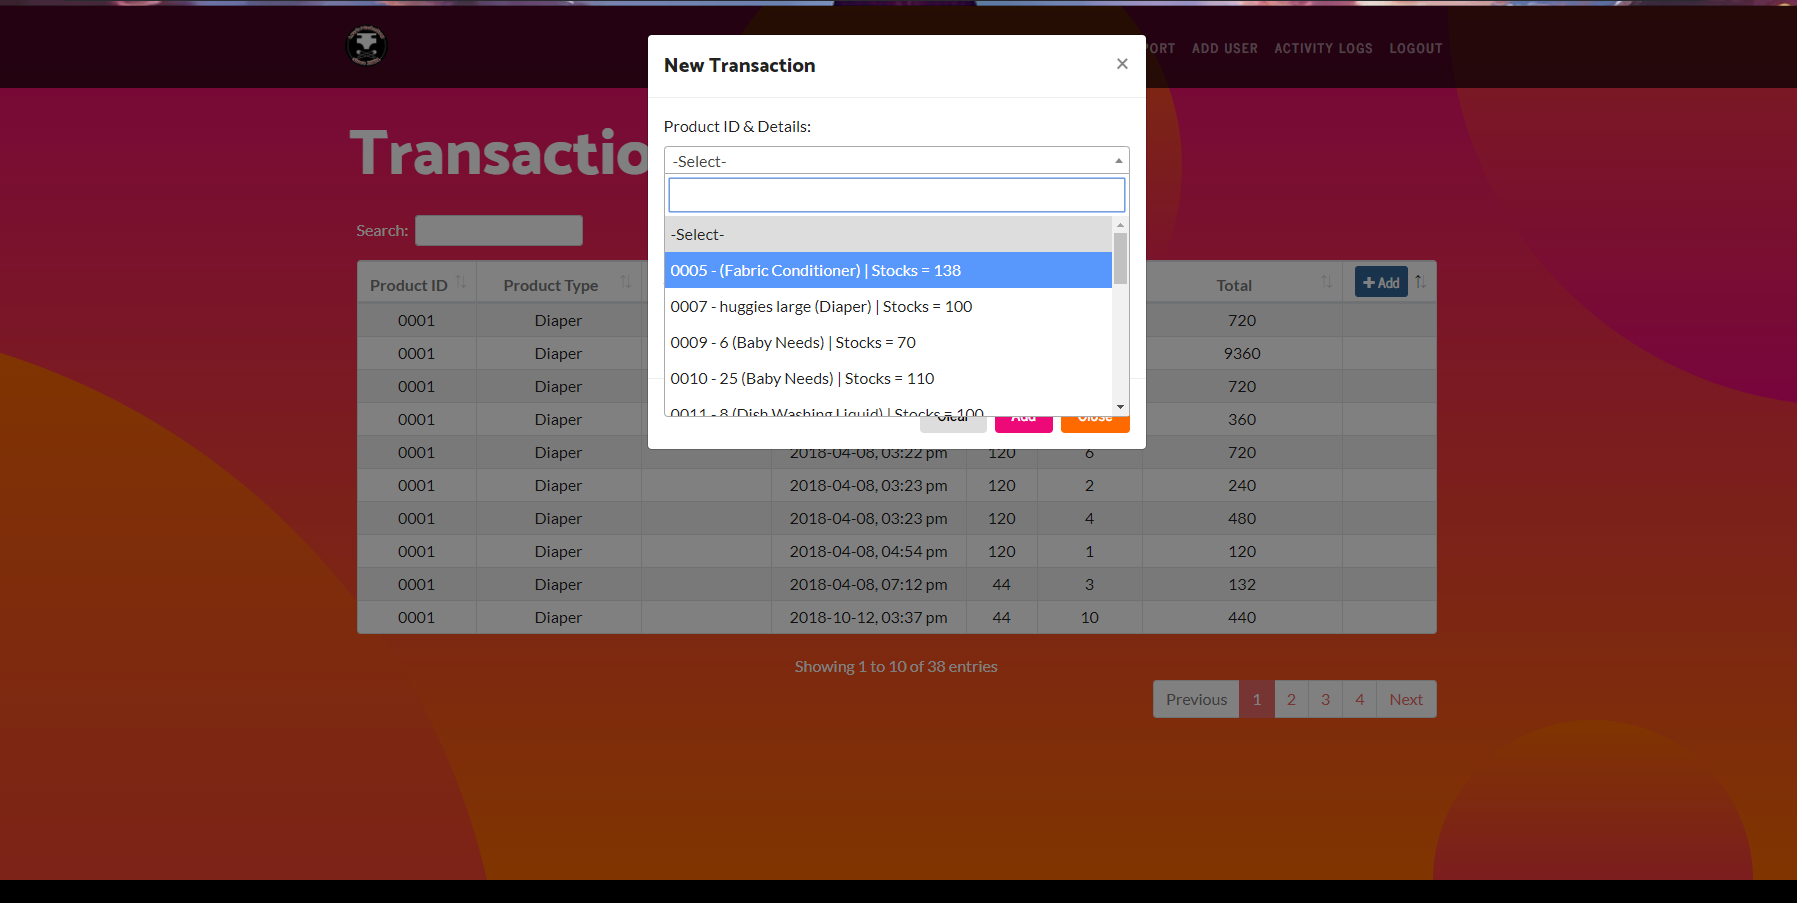 PORT ADD USER ACTIVITY LOGS LOGOUT
New Transaction
×
Product ID & Details:
-Select-
-Select-
0005 - (Fabric Conditioner) | Stocks = 138
0007 - huggies large (Diaper) | Stocks = 100
0009 - 6 (Baby Needs) | Stocks = 70
0010 - 25 (Baby Needs) | Stocks = 110
0011 - 8 (Dish Washing Liquid) | Stocks = 100
Clear Add Close
Transactio
Search:
Product ID Product Type Total Add
0001 Diaper 720
0001 Diaper 9360
0001 Diaper 720
0001 Diaper 360
0001 Diaper 2018-04-08, 03:22 pm 120 6 720
0001 Diaper 2018-04-08, 03:23 pm 120 2 240
0001 Diaper 2018-04-08, 03:23 pm 120 4 480
0001 Diaper 2018-04-08, 04:54 pm 120 1 120
0001 Diaper 2018-04-08, 07:12 pm 44 3 132
0001 Diaper 2018-10-12, 03:37 pm 44 10 440
Showing 1 to 10 of 38 entries
Previous 1 2 3 4 Next